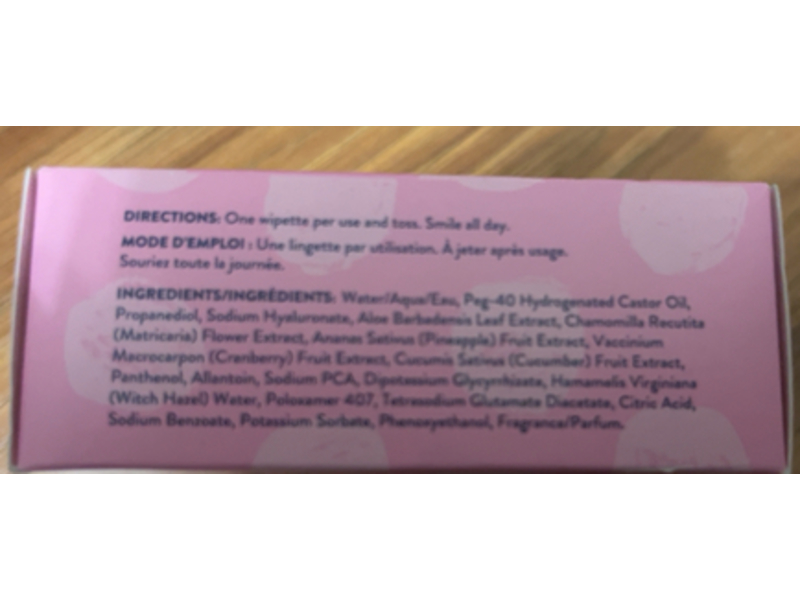 DIRECTIONS: One wipette per use and toss. Smile all day.
MODE D'EMPLOI : Une lingette par utilisation. À jeter après usage.
Souriez toute la journée.
INGREDIENTS/INGRÉDIENTS: Water/Aqua/Eau, Peg-40 Hydrogenated Castor Oil,
Propanediol, Sodium Hyaluronate, Aloe Barbadensis Leaf Extract, Chamomilla Recutita
(Matricaria) Flower Extract, Ananas Sativus (Pineapple) Fruit Extract, Vaccinium
Macrocarpon (Cranberry) Fruit Extract, Cucumis Sativus (Cucumber) Fruit Extract,
Panthenol, Allantoin, Sodium PCA, Dipotassium Glycyrrhizate, Hamamelis Virginiana
(Witch Hazel) Water, Poloxamer 407, Tetrasodium Glutamate Diacetate, Citric Acid,
Sodium Benzoate, Potassium Sorbate, Phenoxyethanol, Fragrance/Parfum.